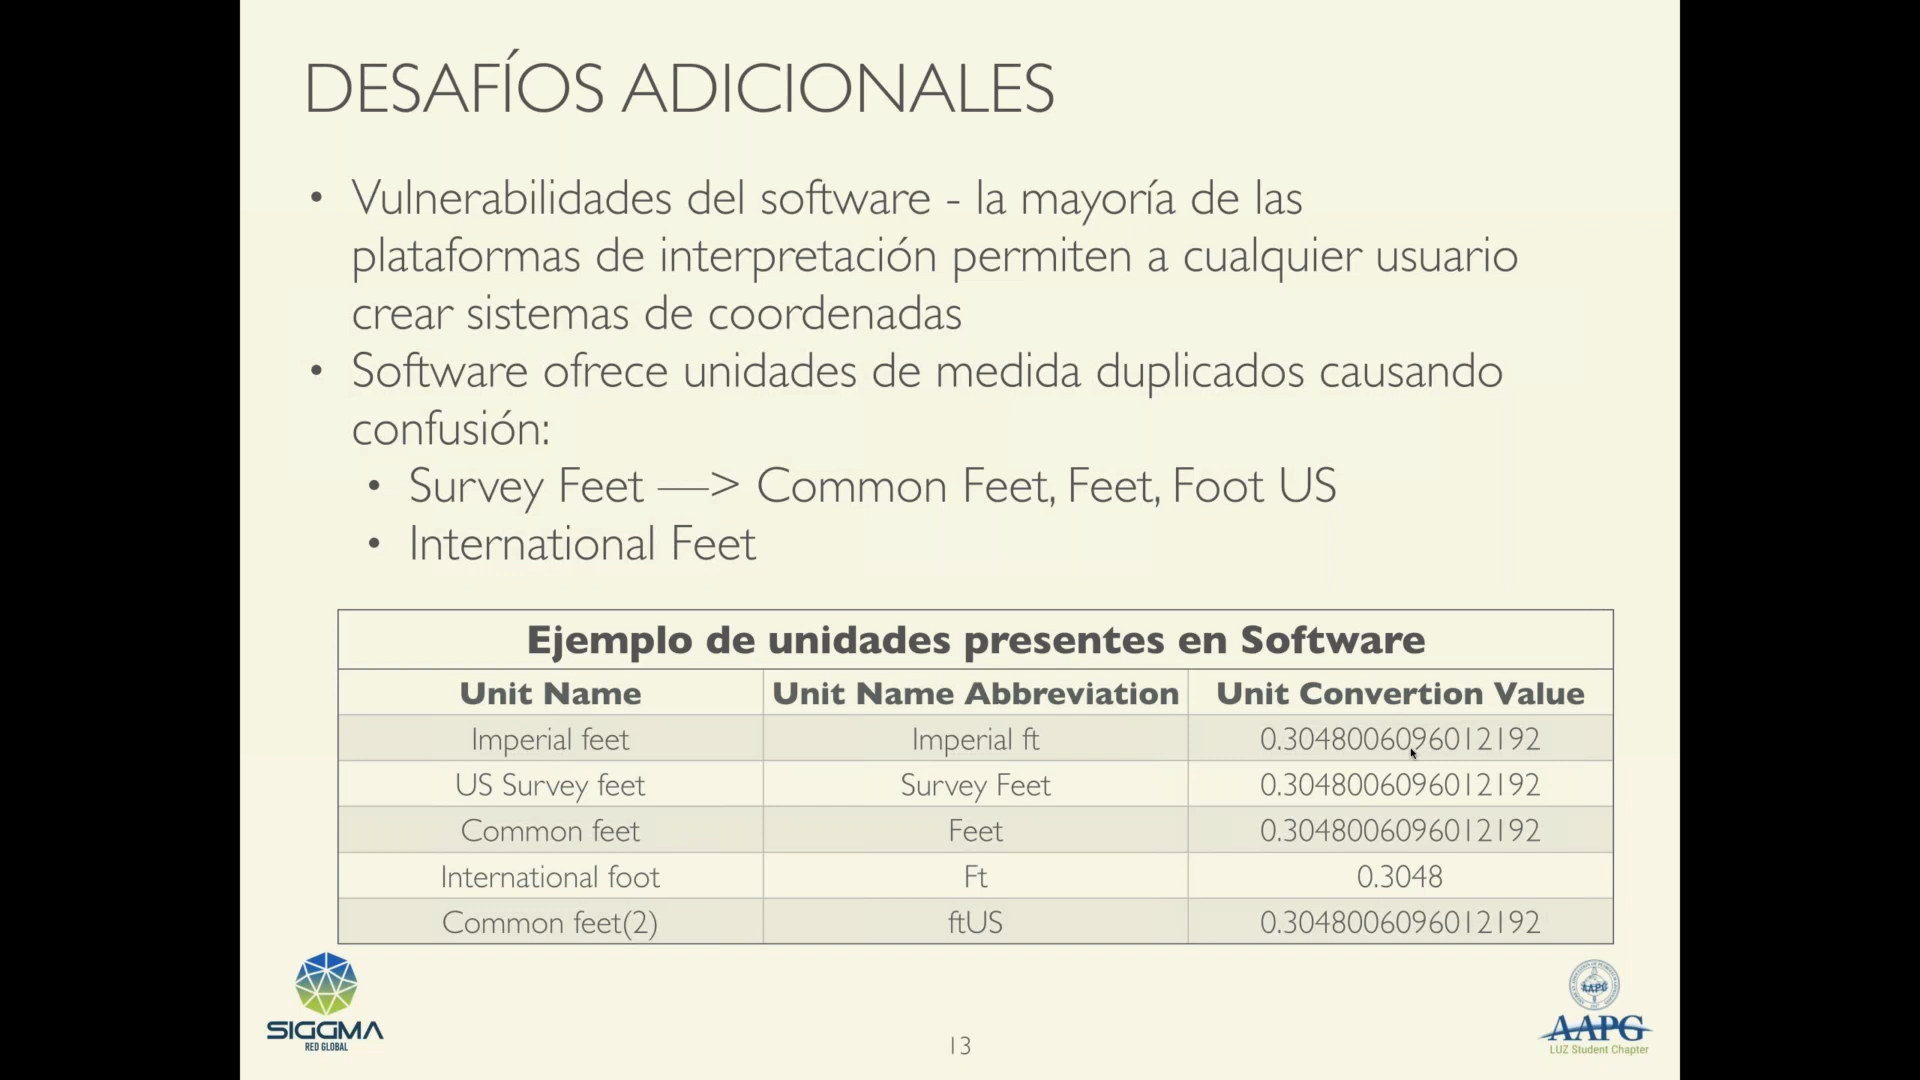 DESAFÍOS ADICIONALES
• Vulnerabilidades del software - la mayoría de las
plataformas de interpretación permiten a cualquier usuario
crear sistemas de coordenadas
• Software ofrece unidades de medida duplicados causando
confusión:
• Survey Feet —> Common Feet, Feet, Foot US
• International Feet
Ejemplo de unidades presentes en Software
Unit Name Unit Name Abbreviation Unit Convertion Value
Imperial feet Imperial ft 0.3048006096012192
US Survey feet Survey Feet 0.3048006096012192
Common feet Feet 0.3048006096012192
International foot Ft 0.3048
Common feet(2) ftUS 0.3048006096012192
SIGGMA
RED GLOBAL
13
AAPG
AAPG
LUZ Student Chapter